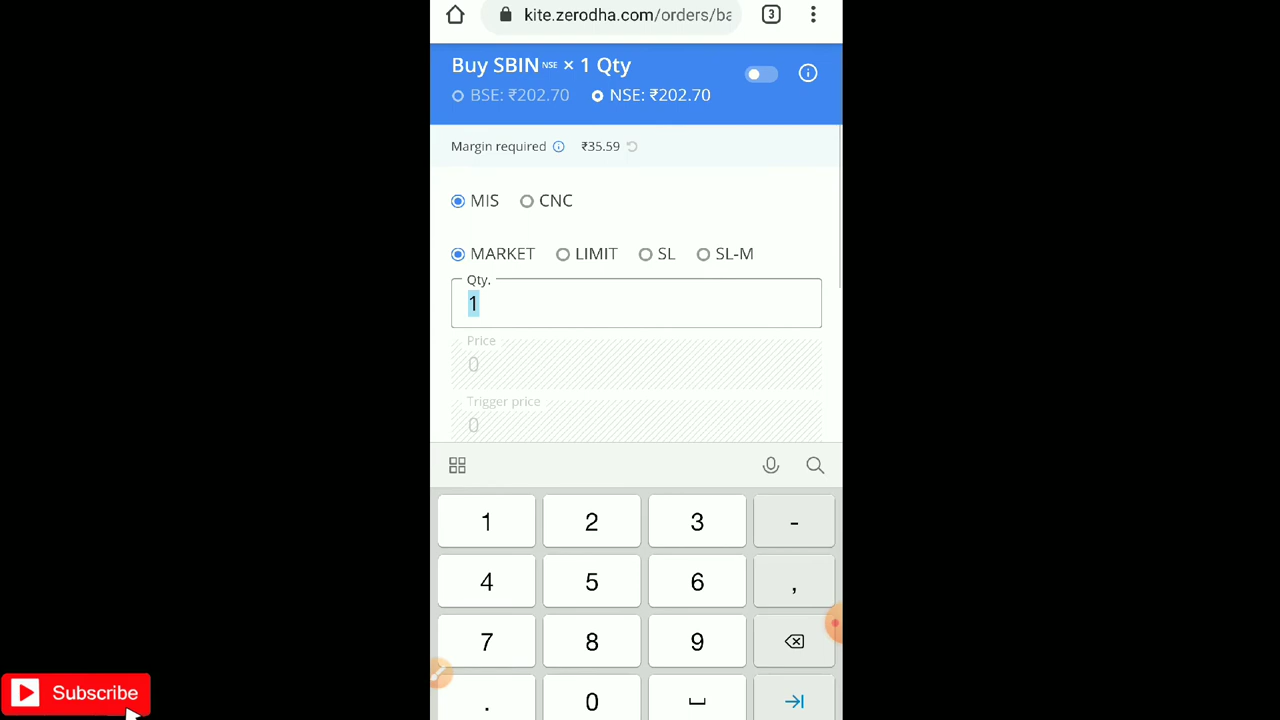 kite.zerodha.com/orders/ba
3
Buy SBIN NSE × 1 Qty
BSE: ₹202.70 NSE: ₹202.70
Margin required ₹35.59
MIS CNC
MARKET LIMIT SL SL-M
Qty.
1
Price
0
Trigger price
0
1 2 3 -
4 5 6 ,
7 8 9
. 0
Subscribe